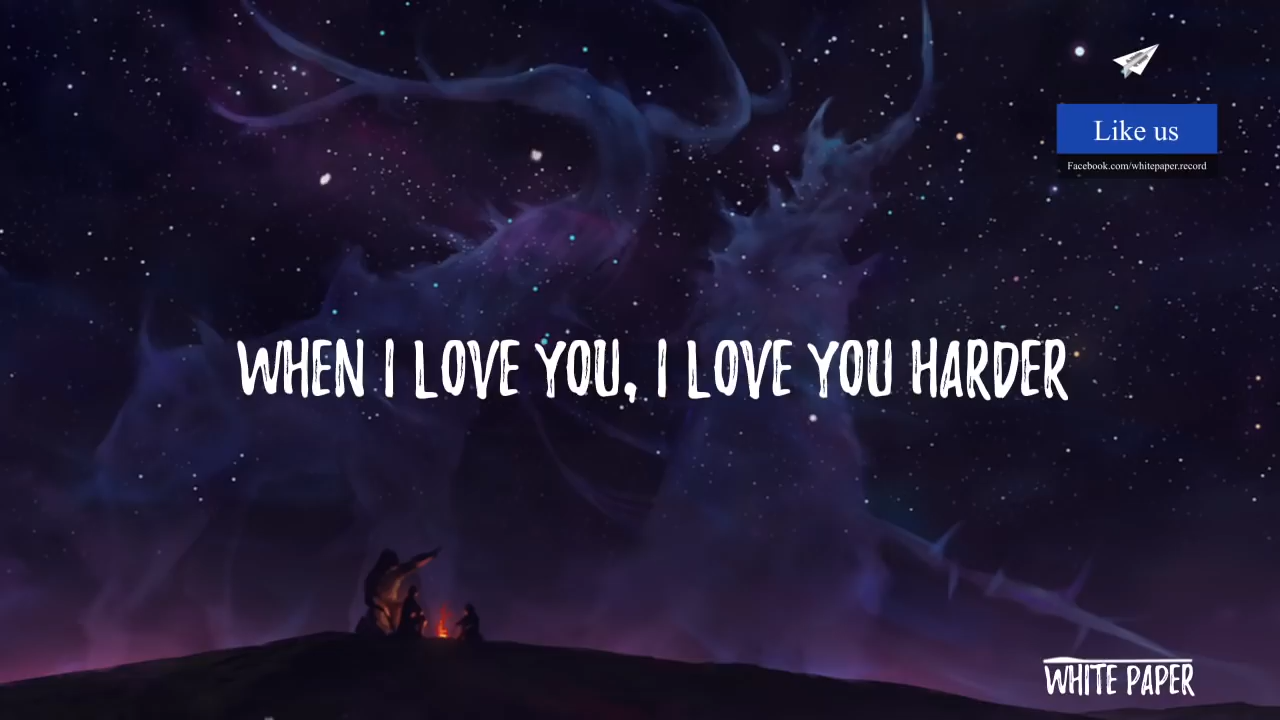 Like us
Facebook.com/whitepaper.record
WHEN I LOVE YOU, I LOVE YOU HARDER
WHITE PAPER